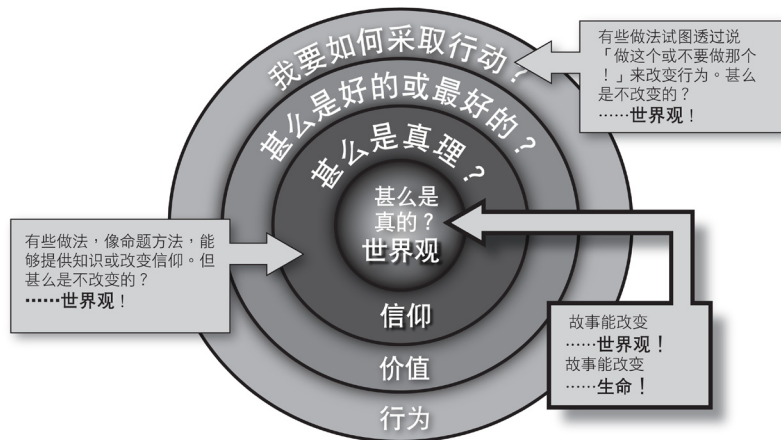 我要如何采取行动？
甚么是好的或最好的？
甚么是真理？
甚么是
真的？
世界观
信仰
价值
行为
有些做法试图透过说
「做这个或不要做那个
！」来改变行为。甚么
是不改变的？
……世界观！
有些做法，像命题方法，能
够提供知识或改变信仰。但
甚么是不改变的？
……世界观！
故事能改变
……世界观！
故事能改变
……生命！